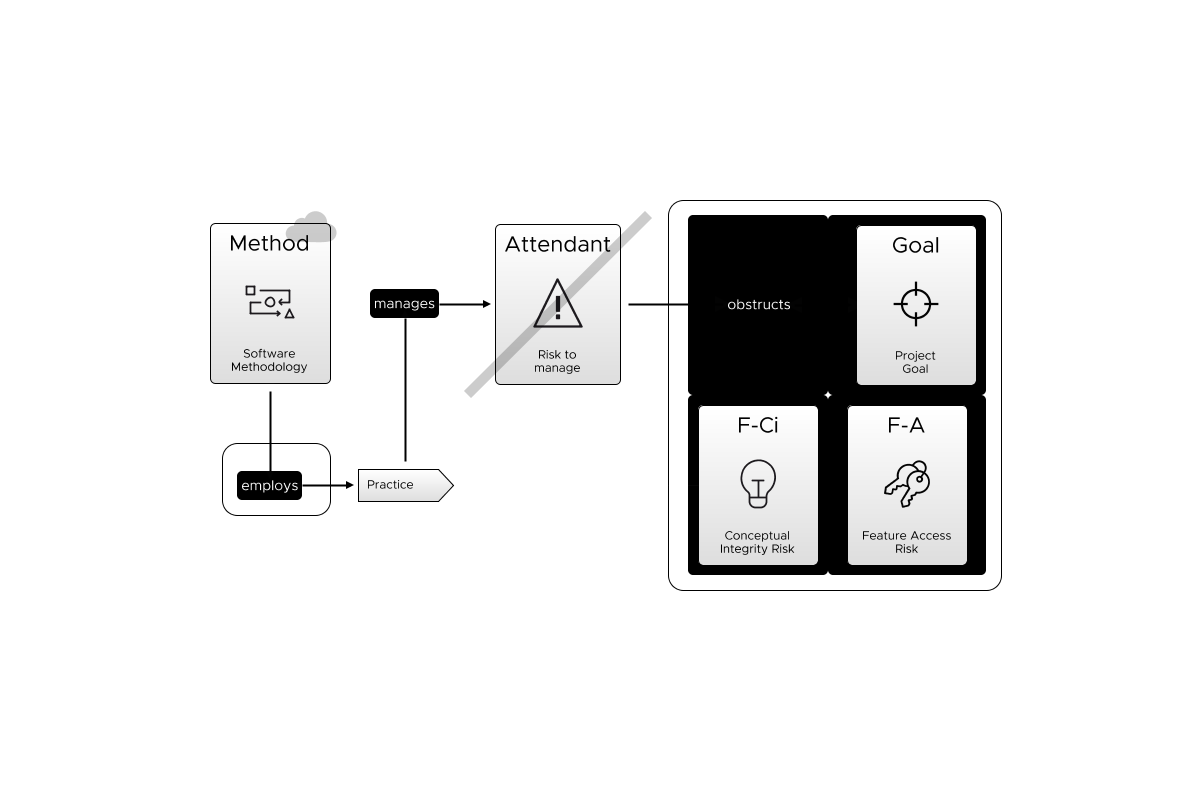 Method
Software
Methodology
employs
Practice
manages
Attendant
Risk to
manage
obstructs
Goal
Project
Goal
F-Ci
Conceptual
Integrity Risk
F-A
Feature Access
Risk